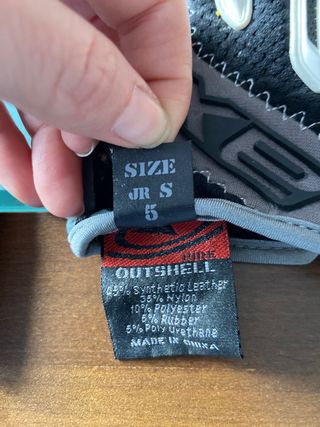 SIZE
JR S
5
OUTSHELL
45% Synthetic Leather
35% Nylon
10% Polyester
5% Rubber
5% Poly urethane
MADE IN CHINA